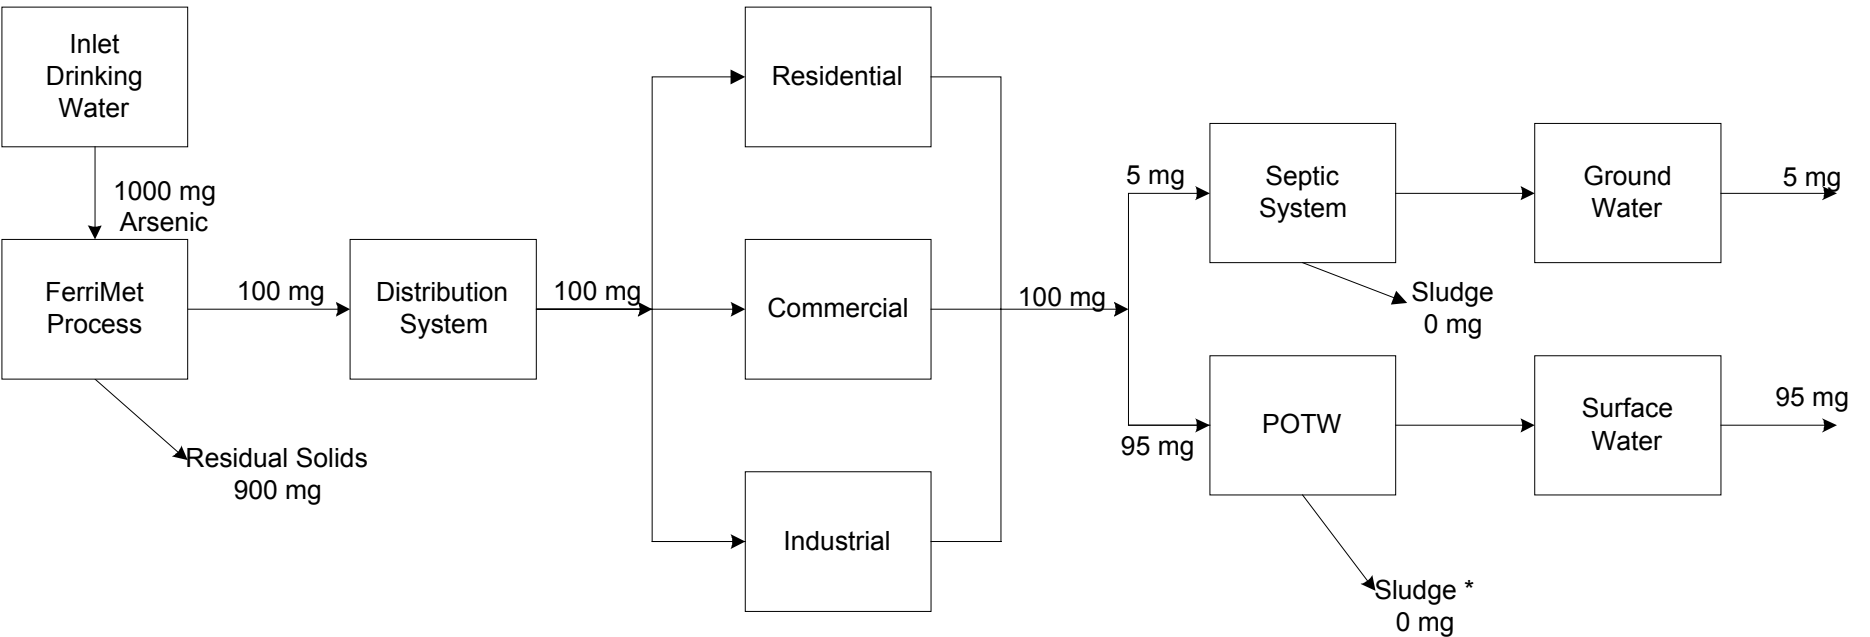 Inlet
Drinking
Water
1000 mg
Arsenic
FerriMet
Process
Residual Solids
900 mg
100 mg
Distribution
System
100 mg
Residential
Commercial
Industrial
100 mg
5 mg
Septic
System
Sludge
0 mg
Ground
Water
5 mg
95 mg
POTW
Sludge *
0 mg
Surface
Water
95 mg